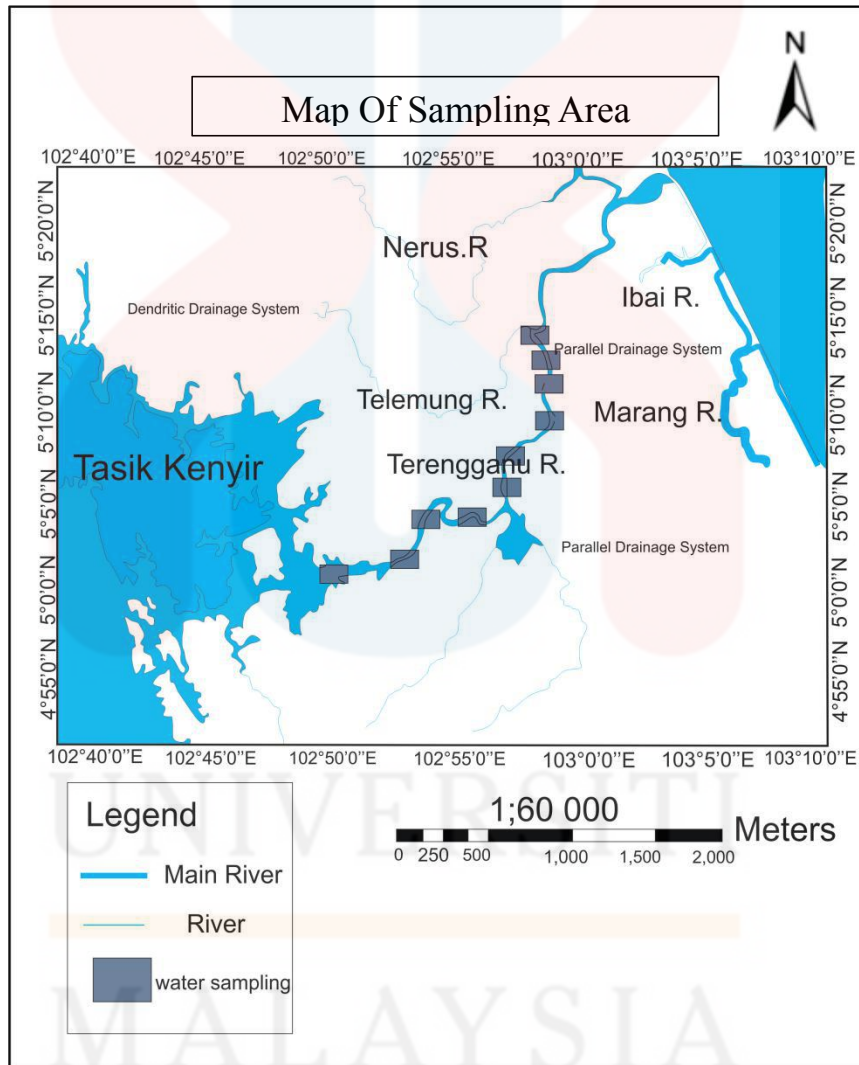 N
Map Of Sampling Area
102°40'0"E 102°45'0"E 102°50'0"E 102°55'0"E 103°0'0"E 103°5'0"E 103°10'0"E
5°20'0"N
5°15'0"N
5°10'0"N
5°5'0"N
5°0'0"N
4°55'0"N
Nerus.R
Ibai R.
Dendritic Drainage System
Parallel Drainage System
Telemung R.
Marang R.
Tasik Kenyir
Terengganu R.
Parallel Drainage System
5°20'0"N
5°15'0"N
5°10'0"N
5°5'0"N
5°0'0"N
4°55'0"N
102°40'0"E 102°45'0"E 102°50'0"E 102°55'0"E 103°0'0"E 103°5'0"E 103°10'0"E
UNIVERSITI
Legend
Main River
River
water sampling
1;60 000
Meters
0 250 500 1,000 1,500 2,000
MALAYSIA